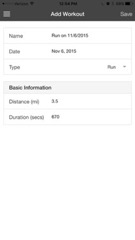 Add Workout
Save
Name
Run on 11/6/2015
Date
Nov 6, 2015
Type
Run
Basic Information
Distance (mi)
3.5
Duration (secs)
670